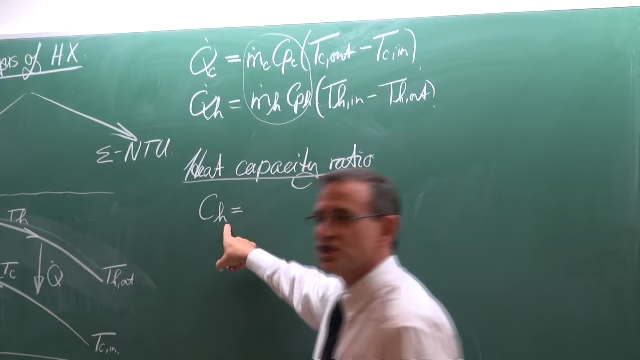 of HX
Q̇c = ṁc Cpc (Tc,out − Tc,in)
Q̇h = ṁh Cph (Th,in − Th,out)
Σ-NTU
Heat capacity ratio
Ch =
Th
Tc
Q̇
Th,out
Tc,in